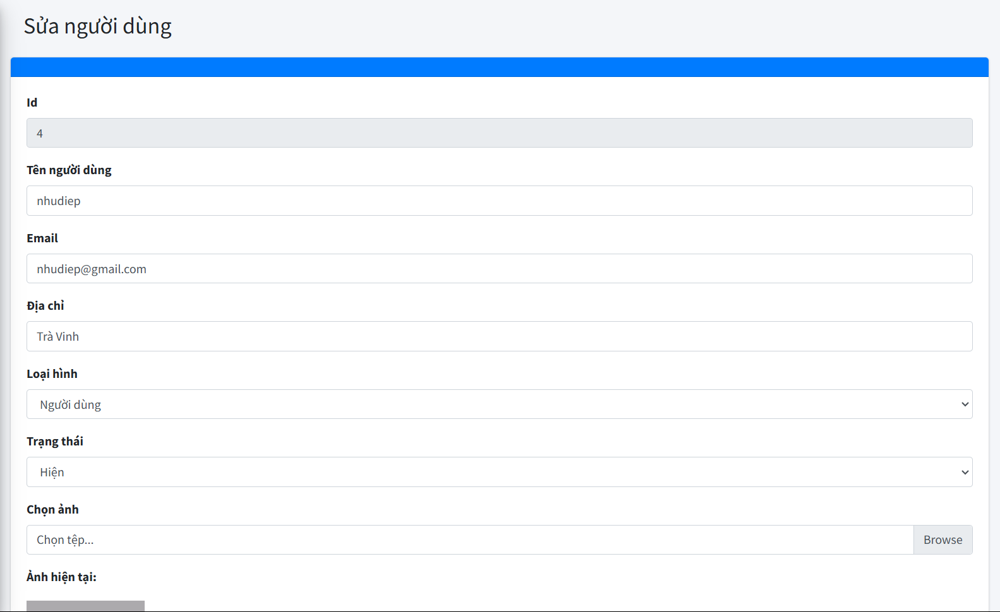 Sửa người dùng
Id
4
Tên người dùng
nhudiep
Email
nhudiep@gmail.com
Địa chỉ
Trà Vinh
Loại hình
Người dùng
Trạng thái
Hiện
Chọn ảnh
Chọn tệp... Browse
Ảnh hiện tại: